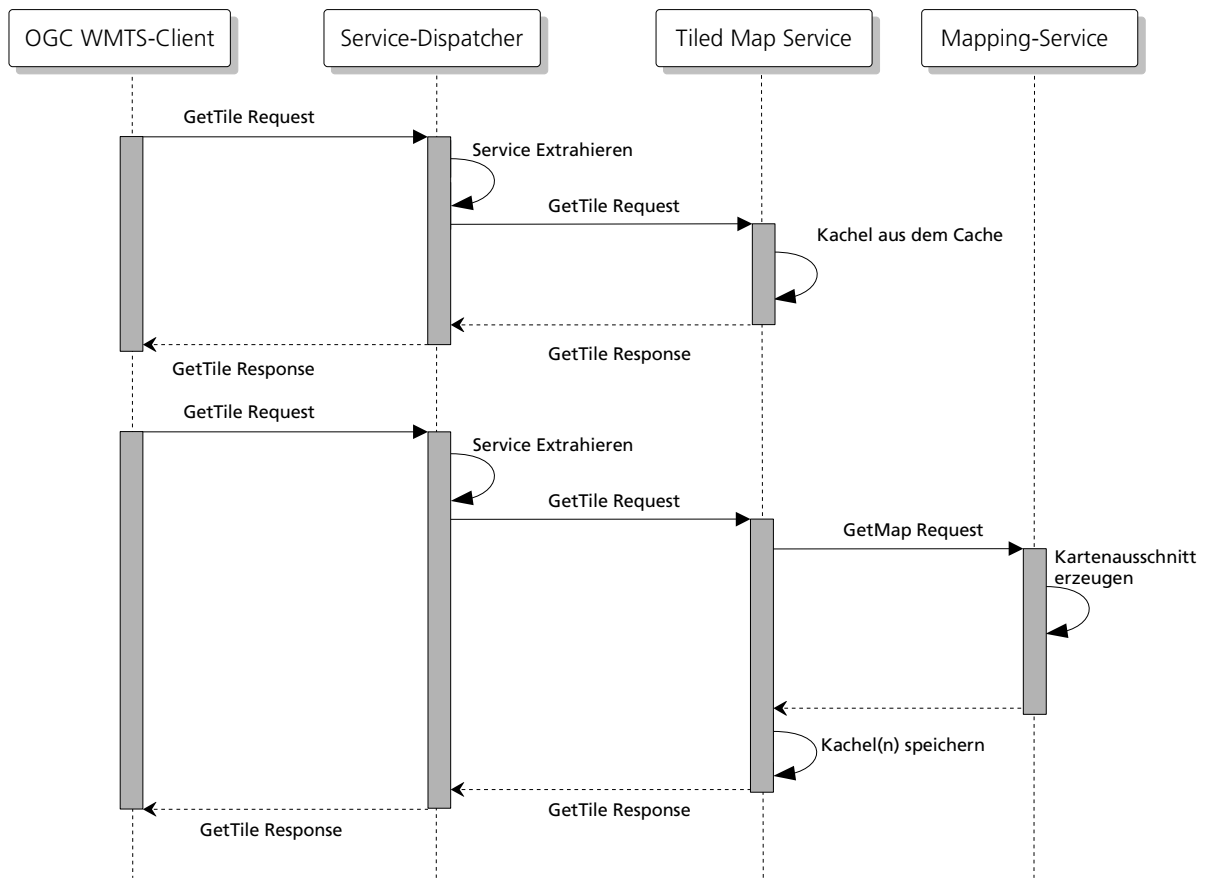 OGC WMTS-Client
Service-Dispatcher
Tiled Map Service
Mapping-Service
GetTile Request
Service Extrahieren
GetTile Request
Kachel aus dem Cache
GetTile Response
GetTile Response
GetTile Request
Service Extrahieren
GetTile Request
GetMap Request
Kartenausschnitt
erzeugen
Kachel(n) speichern
GetTile Response
GetTile Response